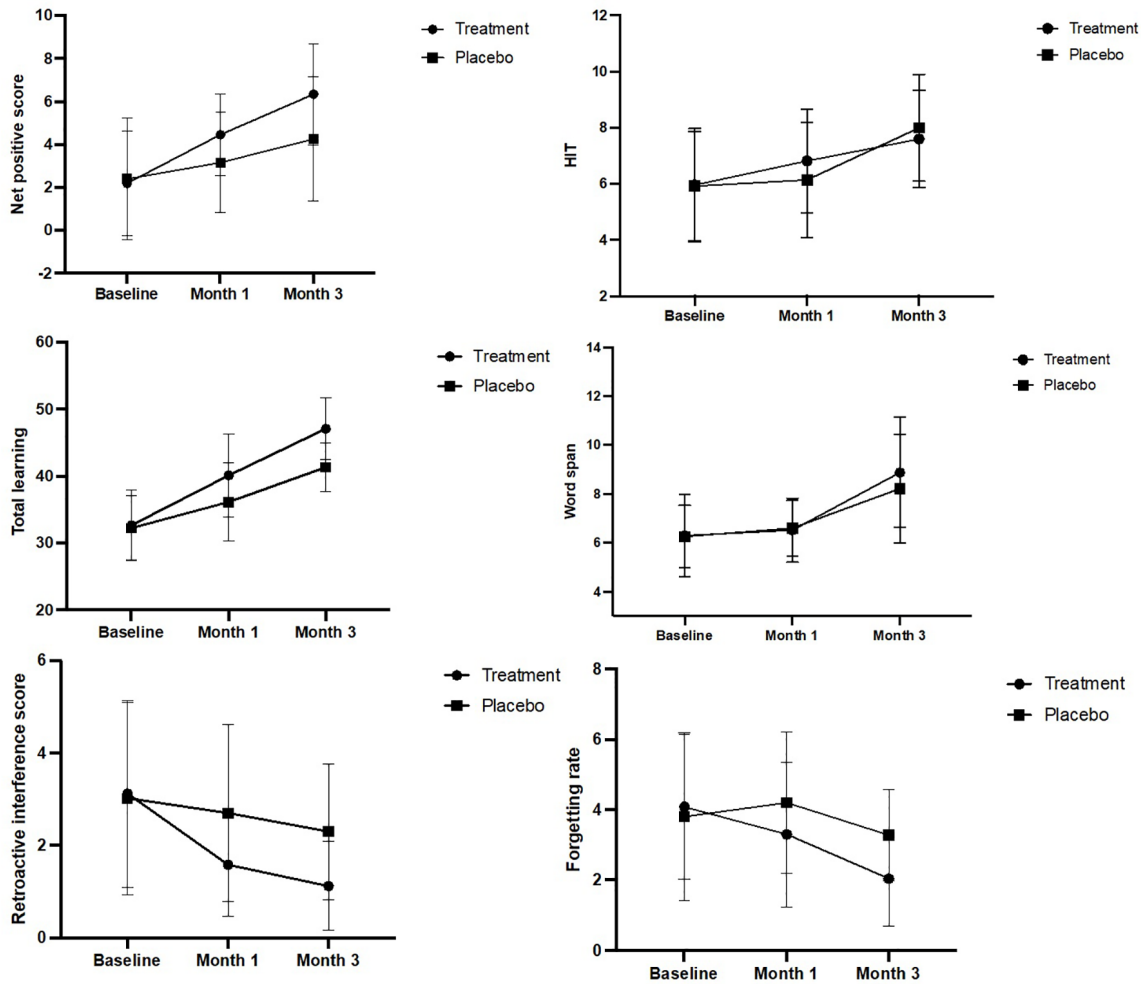 Net positive score
10
8
6
4
2
0
-2
Baseline Month 1 Month 3
Treatment
Placebo
HIT
12
10
8
6
4
2
Baseline Month 1 Month 3
Treatment
Placebo
Total learning
60
50
40
30
20
Baseline Month 1 Month 3
Treatment
Placebo
Word span
14
12
10
8
6
4
Baseline Month 1 Month 3
Treatment
Placebo
Retroactive interference score
6
4
2
0
Baseline Month 1 Month 3
Treatment
Placebo
Forgetting rate
8
6
4
2
0
Baseline Month 1 Month 3
Treatment
Placebo